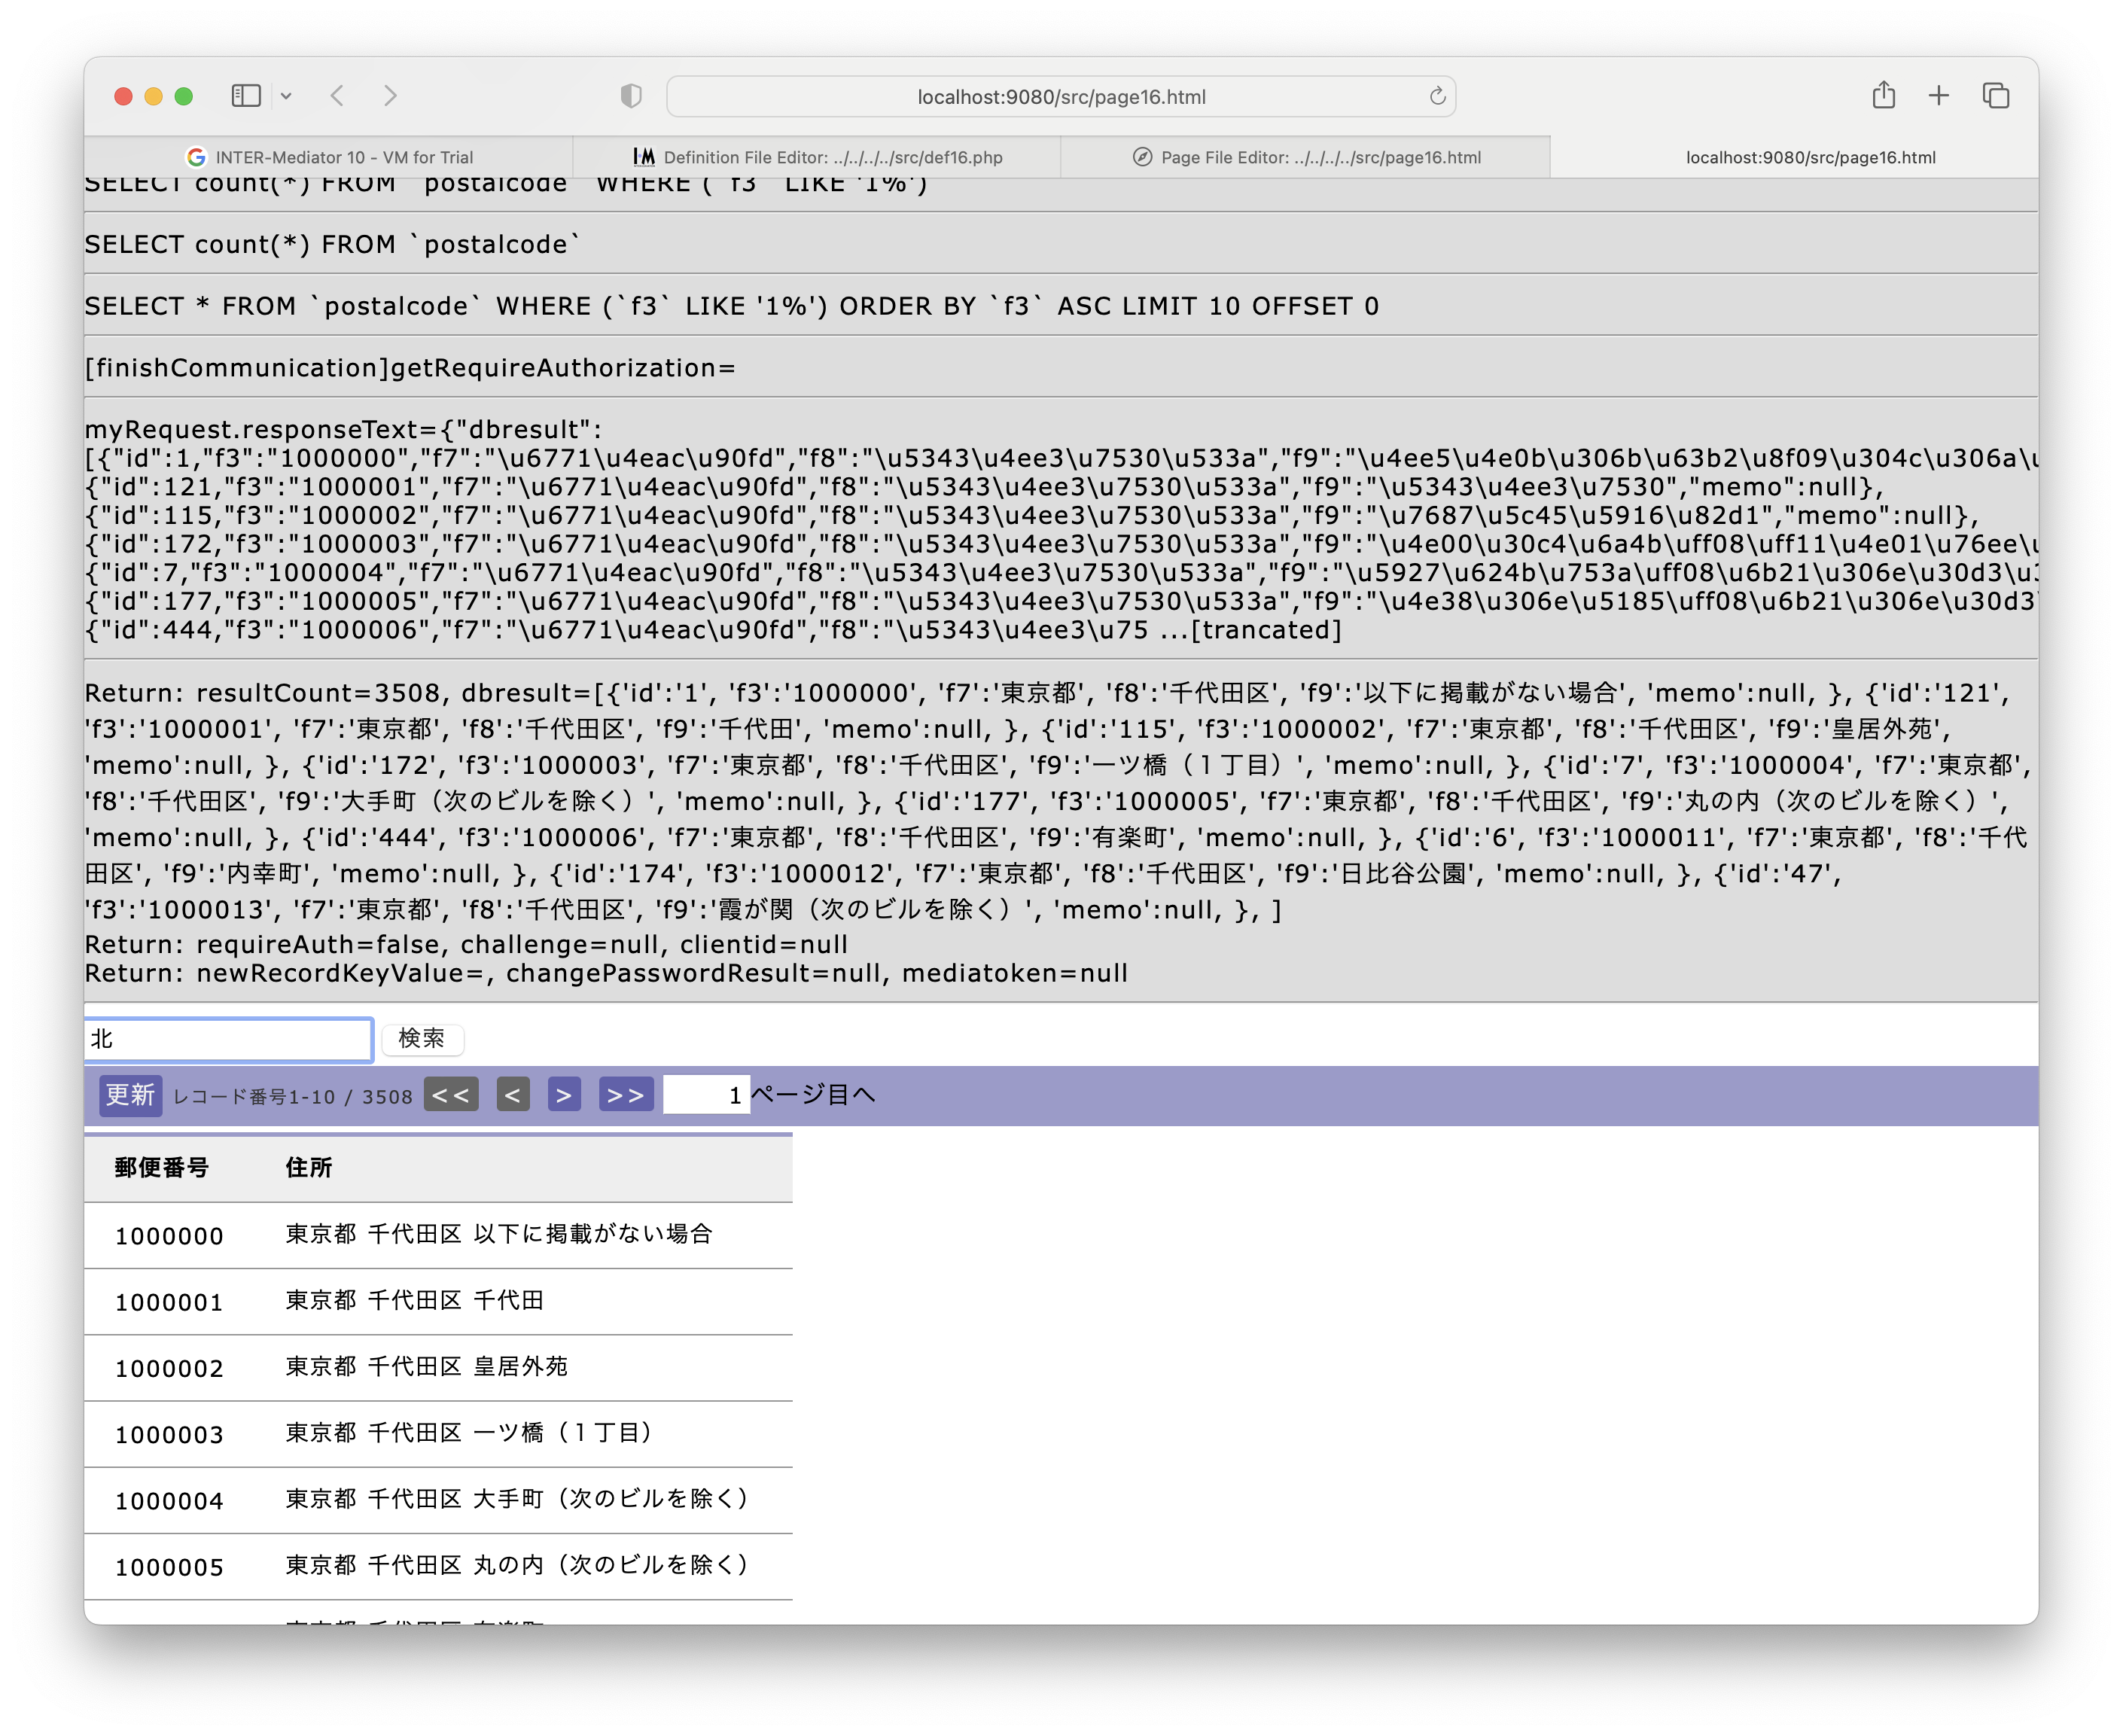 localhost:9080/src/page16.html
INTER-Mediator 10 - VM for Trial
Definition File Editor: ../../../../src/def16.php
Page File Editor: ../../../../src/page16.html
localhost:9080/src/page16.html
SELECT count(*) FROM `postalcode` WHERE (`f3` LIKE '1%')
SELECT count(*) FROM `postalcode`
SELECT * FROM `postalcode` WHERE (`f3` LIKE '1%') ORDER BY `f3` ASC LIMIT 10 OFFSET 0
[finishCommunication]getRequireAuthorization=
myRequest.responseText={"dbresult":
[{"id":1,"f3":"1000000","f7":"\u6771\u4eac\u90fd","f8":"\u5343\u4ee3\u7530\u533a","f9":"\u4ee5\u4e0b\u306b\u63b2\u8f09\u304c\u306a\u
{"id":121,"f3":"1000001","f7":"\u6771\u4eac\u90fd","f8":"\u5343\u4ee3\u7530\u533a","f9":"\u5343\u4ee3\u7530","memo":null},
{"id":115,"f3":"1000002","f7":"\u6771\u4eac\u90fd","f8":"\u5343\u4ee3\u7530\u533a","f9":"\u7687\u5c45\u5916\u82d1","memo":null},
{"id":172,"f3":"1000003","f7":"\u6771\u4eac\u90fd","f8":"\u5343\u4ee3\u7530\u533a","f9":"\u4e00\u30c4\u6a4b\uff08\uff11\u4e01\u76ee\u
{"id":7,"f3":"1000004","f7":"\u6771\u4eac\u90fd","f8":"\u5343\u4ee3\u7530\u533a","f9":"\u5927\u624b\u753a\uff08\u6b21\u306e\u30d3\u3
{"id":177,"f3":"1000005","f7":"\u6771\u4eac\u90fd","f8":"\u5343\u4ee3\u7530\u533a","f9":"\u4e38\u306e\u5185\uff08\u6b21\u306e\u30d3\
{"id":444,"f3":"1000006","f7":"\u6771\u4eac\u90fd","f8":"\u5343\u4ee3\u75 ...[trancated]
Return: resultCount=3508, dbresult=[{'id':'1', 'f3':'1000000', 'f7':'東京都', 'f8':'千代田区', 'f9':'以下に掲載がない場合', 'memo':null, }, {'id':'121',
'f3':'1000001', 'f7':'東京都', 'f8':'千代田区', 'f9':'千代田', 'memo':null, }, {'id':'115', 'f3':'1000002', 'f7':'東京都', 'f8':'千代田区', 'f9':'皇居外苑',
'memo':null, }, {'id':'172', 'f3':'1000003', 'f7':'東京都', 'f8':'千代田区', 'f9':'一ツ橋（１丁目）', 'memo':null, }, {'id':'7', 'f3':'1000004', 'f7':'東京都',
'f8':'千代田区', 'f9':'大手町（次のビルを除く）', 'memo':null, }, {'id':'177', 'f3':'1000005', 'f7':'東京都', 'f8':'千代田区', 'f9':'丸の内（次のビルを除く）',
'memo':null, }, {'id':'444', 'f3':'1000006', 'f7':'東京都', 'f8':'千代田区', 'f9':'有楽町', 'memo':null, }, {'id':'6', 'f3':'1000011', 'f7':'東京都', 'f8':'千代
田区', 'f9':'内幸町', 'memo':null, }, {'id':'174', 'f3':'1000012', 'f7':'東京都', 'f8':'千代田区', 'f9':'日比谷公園', 'memo':null, }, {'id':'47',
'f3':'1000013', 'f7':'東京都', 'f8':'千代田区', 'f9':'霞が関（次のビルを除く）', 'memo':null, }, ]
Return: requireAuth=false, challenge=null, clientid=null
Return: newRecordKeyValue=, changePasswordResult=null, mediatoken=null
北 検索
更新 レコード番号1-10 / 3508 << < > >> 1 ページ目へ
郵便番号 住所
1000000 東京都 千代田区 以下に掲載がない場合
1000001 東京都 千代田区 千代田
1000002 東京都 千代田区 皇居外苑
1000003 東京都 千代田区 一ツ橋（１丁目）
1000004 東京都 千代田区 大手町（次のビルを除く）
1000005 東京都 千代田区 丸の内（次のビルを除く）